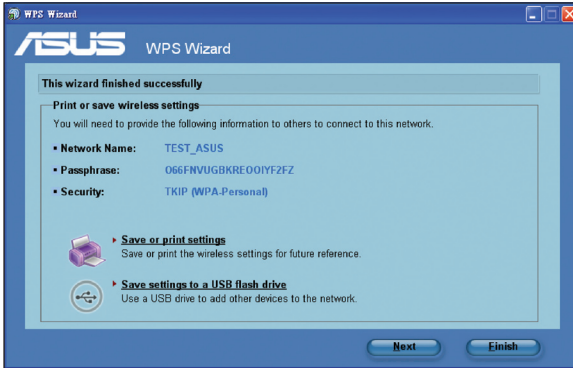 WPS Wizard
ASUS WPS Wizard
This wizard finished successfully
Print or save wireless settings
You will need to provide the following information to others to connect to this network.
Network Name: TEST_ASUS
Passphrase: O66FNVUGBKREOOIYF2FZ
Security: TKIP (WPA-Personal)
Save or print settings
Save or print the wireless settings for future reference.
Save settings to a USB flash drive
Use a USB drive to add other devices to the network.
Next Finish